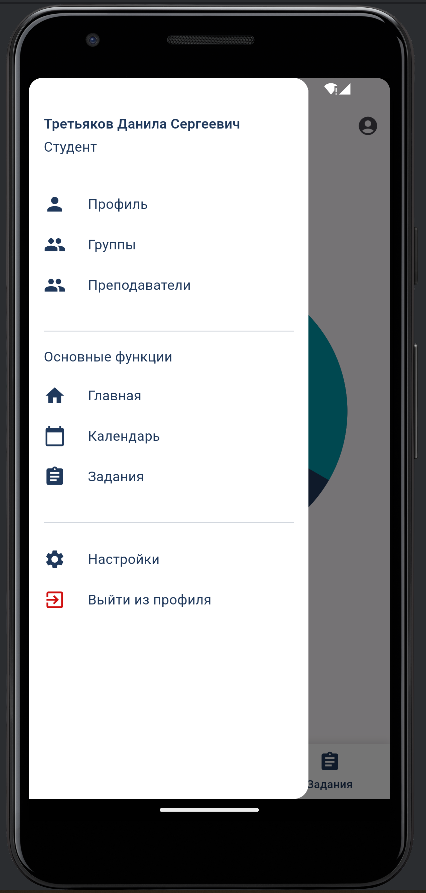 Третьяков Данила Сергеевич
Студент
Профиль
Группы
Преподаватели
Основные функции
Главная
Календарь
Задания
Настройки
Выйти из профиля
Задания